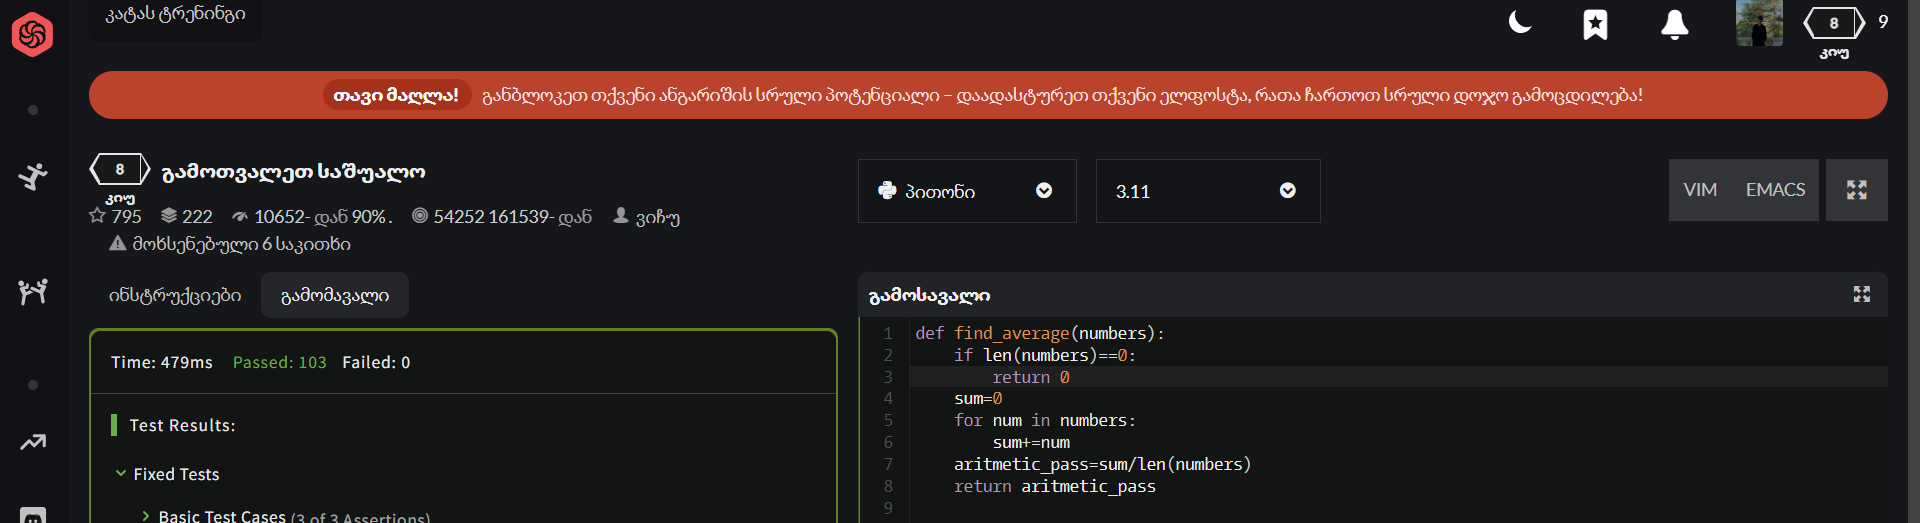 კატას ტრენინგი
8 9
კიუ
თავი მაღლა! განბლოკეთ თქვენი ანგარიშის სრული პოტენციალი – დაადასტურეთ თქვენი ელფოსტა, რათა ჩართოთ სრული დოჯო გამოცდილება!
8 გამოთვალეთ საშუალო
კიუ
795 222 10652- დან 90% . 54252 161539- დან ვიჩუ
მოხსენებული 6 საკითხი
პითონი 3.11 VIM EMACS
ინსტრუქციები გამომავალი
Time: 479ms Passed: 103 Failed: 0
Test Results:
Fixed Tests
Basic Test Cases (3 of 3 Assertions)
გამოსავალი
1 def find_average(numbers):
2     if len(numbers)==0:
3         return 0
4     sum=0
5     for num in numbers:
6         sum+=num
7     aritmetic_pass=sum/len(numbers)
8     return aritmetic_pass
9